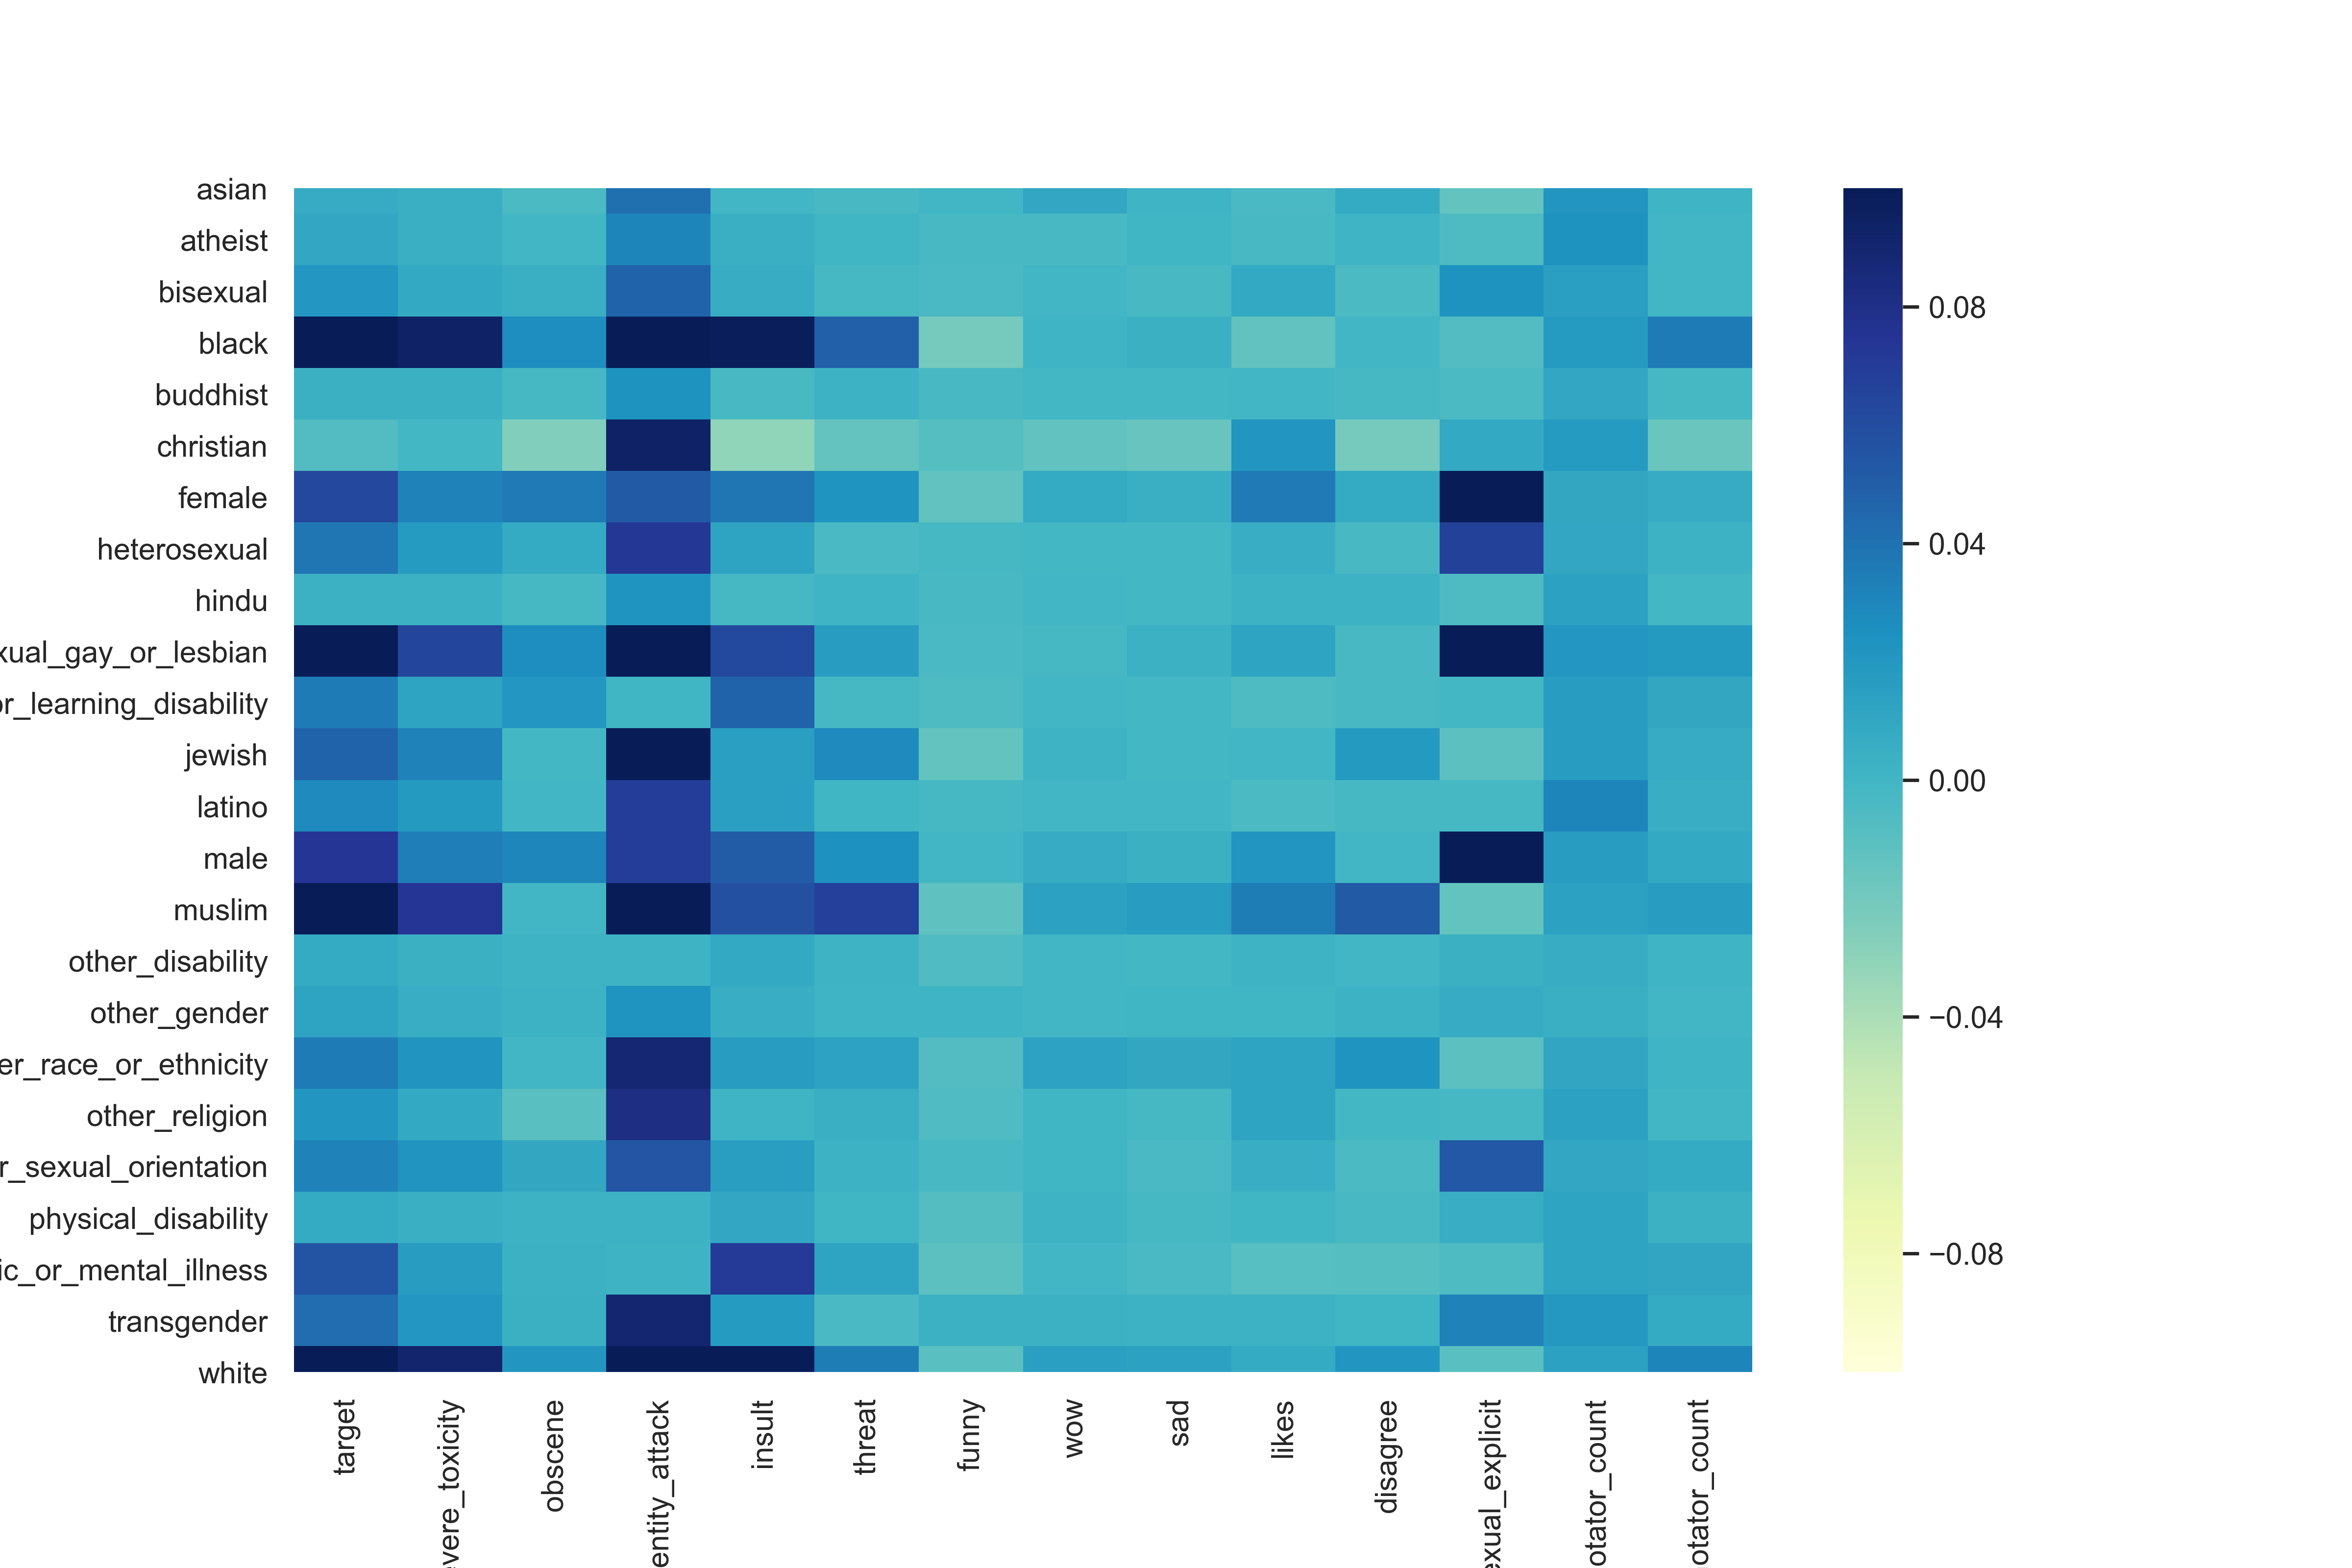 asian
atheist
bisexual
black
buddhist
christian
female
heterosexual
hindu
xual_gay_or_lesbian
or_learning_disability
jewish
latino
male
muslim
other_disability
other_gender
er_race_or_ethnicity
other_religion
r_sexual_orientation
physical_disability
ic_or_mental_illness
transgender
white
target
vere_toxicity
obscene
entity_attack
insult
threat
funny
wow
sad
likes
disagree
exual_explicit
otator_count
otator_count
0.08
0.04
0.00
−0.04
−0.08